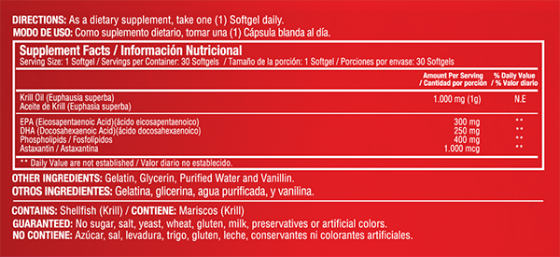 DIRECTIONS: As a dietary supplement, take one (1) Softgel daily.
MODO DE USO: Como suplemento dietario, tomar una (1) Cápsula blanda al día.
Supplement Facts / Información Nutricional
Serving Size: 1 Softgel / Servings per Container: 30 Softgels / Tamaño de la porción: 1 Softgel / Porciones por envase: 30 Softgels
Amount Per Serving % Daily Value
/ Cantidad por porción / % Valor diario
Krill Oil (Euphausia superba) 1.000 mg (1g) N.E
Aceite de Krill (Euphasia superba)
EPA (Eicosapentaenoic Acid)(ácido eicosapentaenoico) 300 mg **
DHA (Docosahexaenoic Acid)(ácido docosahexaenoico) 250 mg **
Phospholipids / Fosfolípidos 400 mg **
Astaxantin / Astaxantina 1.000 mcg **
** Daily Value are not established / Valor diario no establecido.
OTHER INGREDIENTS: Gelatin, Glycerin, Purified Water and Vanillin.
OTROS INGREDIENTES: Gelatina, glicerina, agua purificada, y vanilina.
CONTAINS: Shellfish (Krill) / CONTIENE: Mariscos (Krill)
GUARANTEED: No sugar, salt, yeast, wheat, gluten, milk, preservatives or artificial colors.
NO CONTIENE: Azúcar, sal, levadura, trigo, gluten, leche, conservantes ni colorantes artificiales.